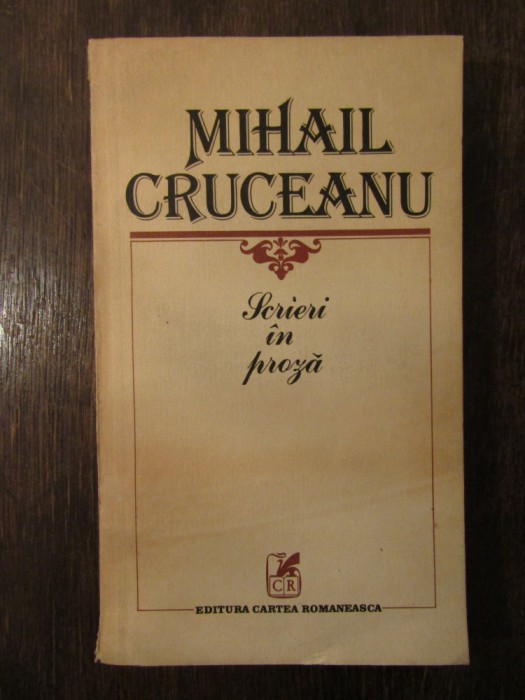 MIHAIL
CRUCEANU
Scrieri
în
proză
CR
EDITURA CARTEA ROMANEASCA